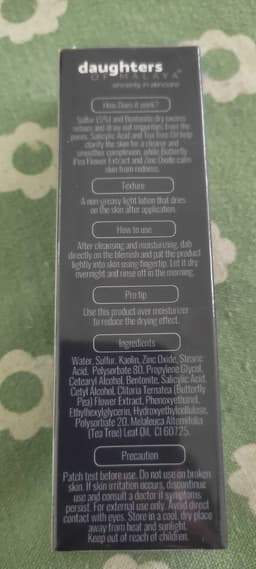 daughters
OF MALAYA
sincerity in skincare
How Does it work?
Sulfur (5%) and Bentonite dry excess
sebum and draw out impurities from the
pores. Salicylic Acid and Tea Tree Oil help
clarify the skin for a clearer and
smoother complexion, while Butterfly
Pea Flower Extract and Zinc Oxide calm
skin from redness.
Texture
A non-greasy light lotion that dries
on the skin after application.
How to use
After cleansing and moisturizing, dab
directly on the blemish and pat the product
lightly into skin using fingertip. Let it dry
overnight and rinse off in the morning.
Pro tip
Use this product over moisturizer
to reduce the drying effect.
Ingredients
Water, Sulfur, Kaolin, Zinc Oxide, Stearic
Acid, Polysorbate 80, Propylene Glycol,
Cetearyl Alcohol, Bentonite, Salicylic Acid,
Cetyl Alcohol, Clitoria Ternatea (Butterfly
Pea) Flower Extract, Phenoxyethanol,
Ethylhexylglycerin, Hydroxyethylcellulose,
Polysorbate 20, Melaleuca Alternifolia
(Tea Tree) Leaf Oil, CI 60725.
Precaution
Patch test before use. Do not use on broken
skin. If skin irritation occurs, discontinue
use and consult a doctor if symptoms
persist. For external use only. Avoid direct
contact with eyes. Store in a cool, dry place
away from heat and sunlight.
Keep out of reach of children.